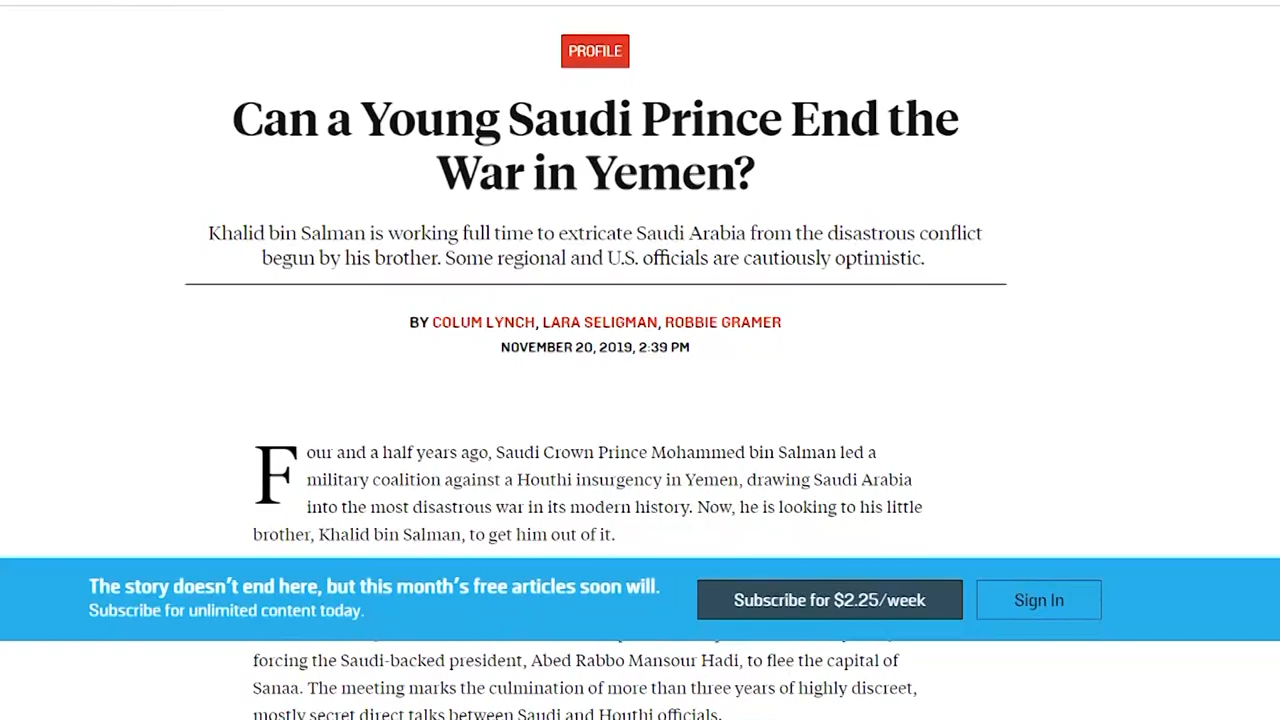 PROFILE
Can a Young Saudi Prince End the
War in Yemen?
Khalid bin Salman is working full time to extricate Saudi Arabia from the disastrous conflict
begun by his brother. Some regional and U.S. officials are cautiously optimistic.
BY COLUM LYNCH, LARA SELIGMAN, ROBBIE GRAMER
NOVEMBER 20, 2019, 2:39 PM
Four and a half years ago, Saudi Crown Prince Mohammed bin Salman led a
military coalition against a Houthi insurgency in Yemen, drawing Saudi Arabia
into the most disastrous war in its modern history. Now, he is looking to his little
brother, Khalid bin Salman, to get him out of it.
The story doesn't end here, but this month's free articles soon will.
Subscribe for unlimited content today.
Subscribe for $2.25/week
Sign In
forcing the Saudi-backed president, Abed Rabbo Mansour Hadi, to flee the capital of
Sanaa. The meeting marks the culmination of more than three years of highly discreet,
mostly secret direct talks between Saudi and Houthi officials.